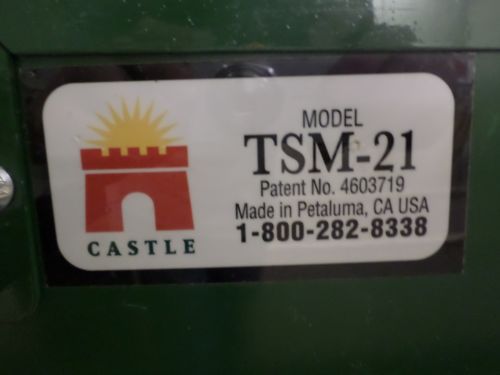 CASTLE
MODEL
TSM-21
Patent No. 4603719
Made in Petaluma, CA USA
1-800-282-8338